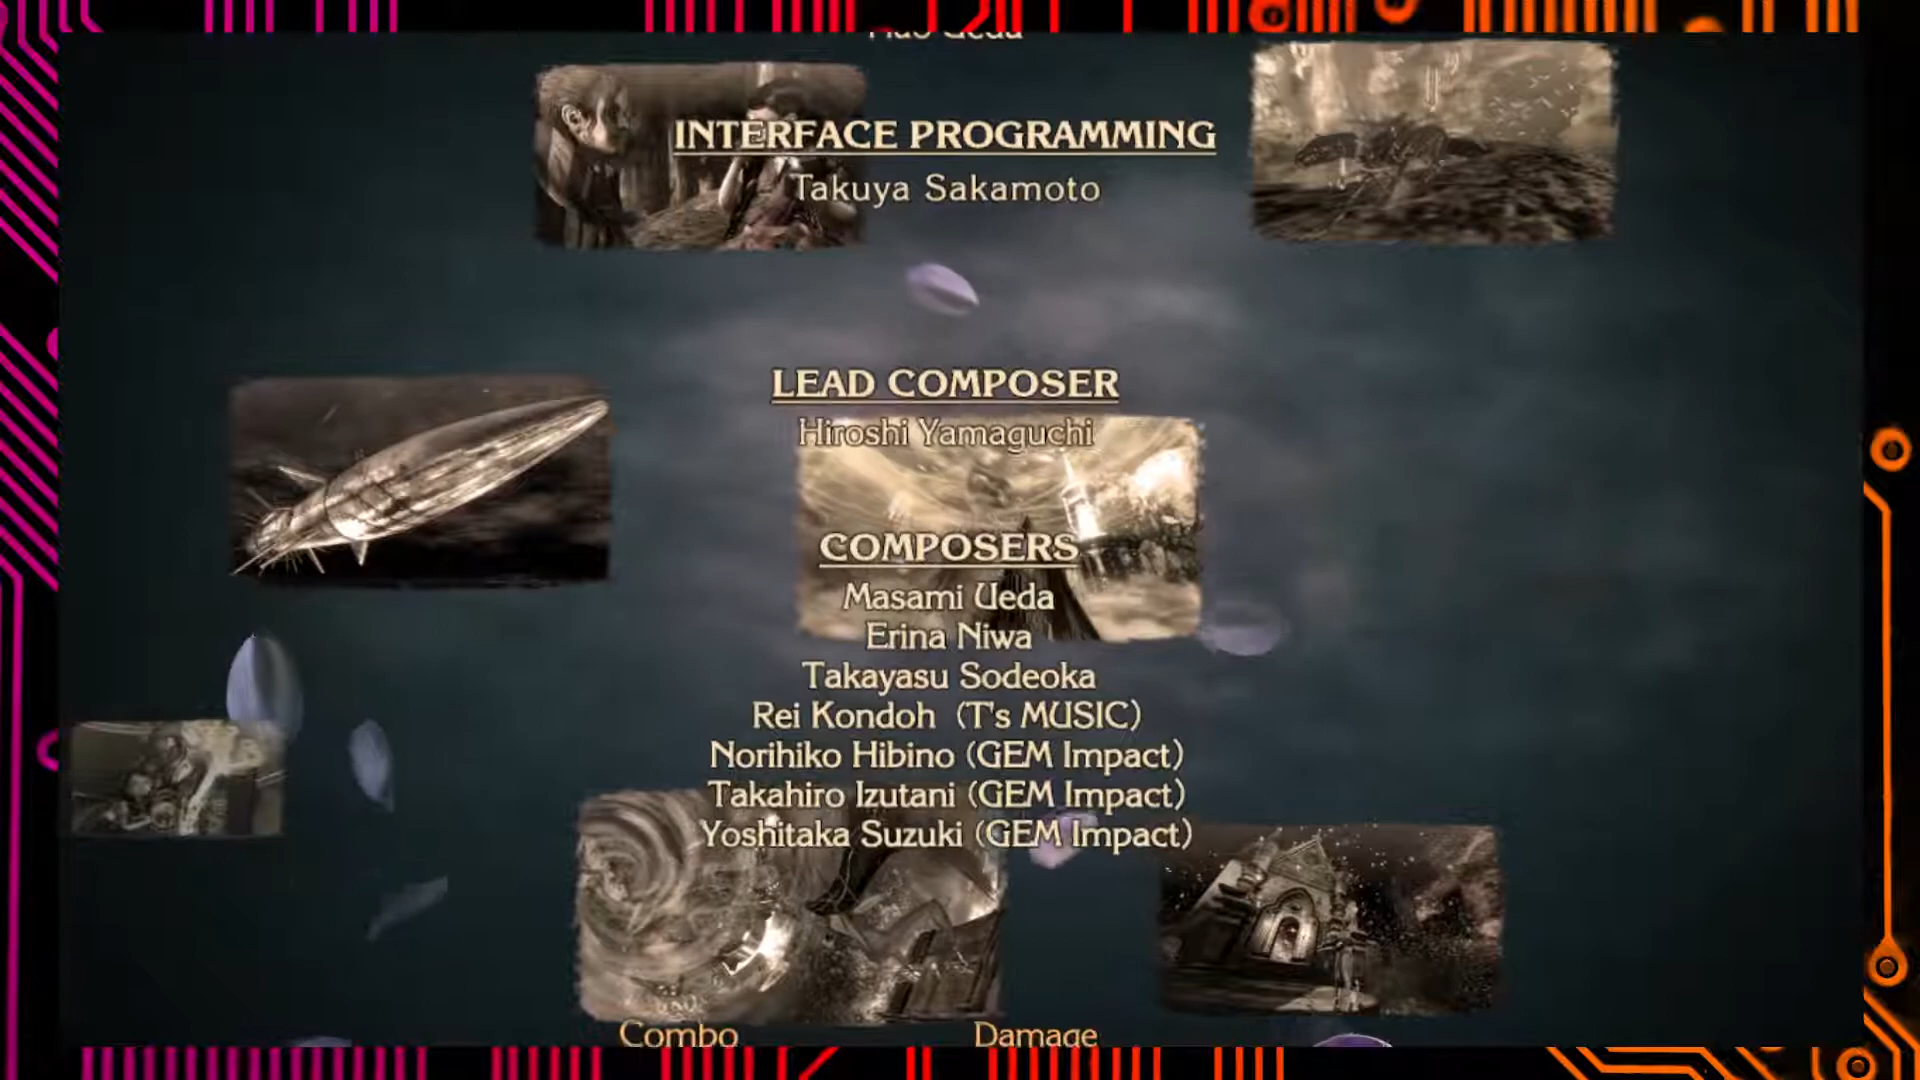 INTERFACE PROGRAMMING
Takuya Sakamoto
LEAD COMPOSER
Hiroshi Yamaguchi
COMPOSERS
Masami Ueda
Erina Niwa
Takayasu Sodeoka
Rei Kondoh (T's MUSIC)
Norihiko Hibino (GEM Impact)
Takahiro Izutani (GEM Impact)
Yoshitaka Suzuki (GEM Impact)
Combo Damage